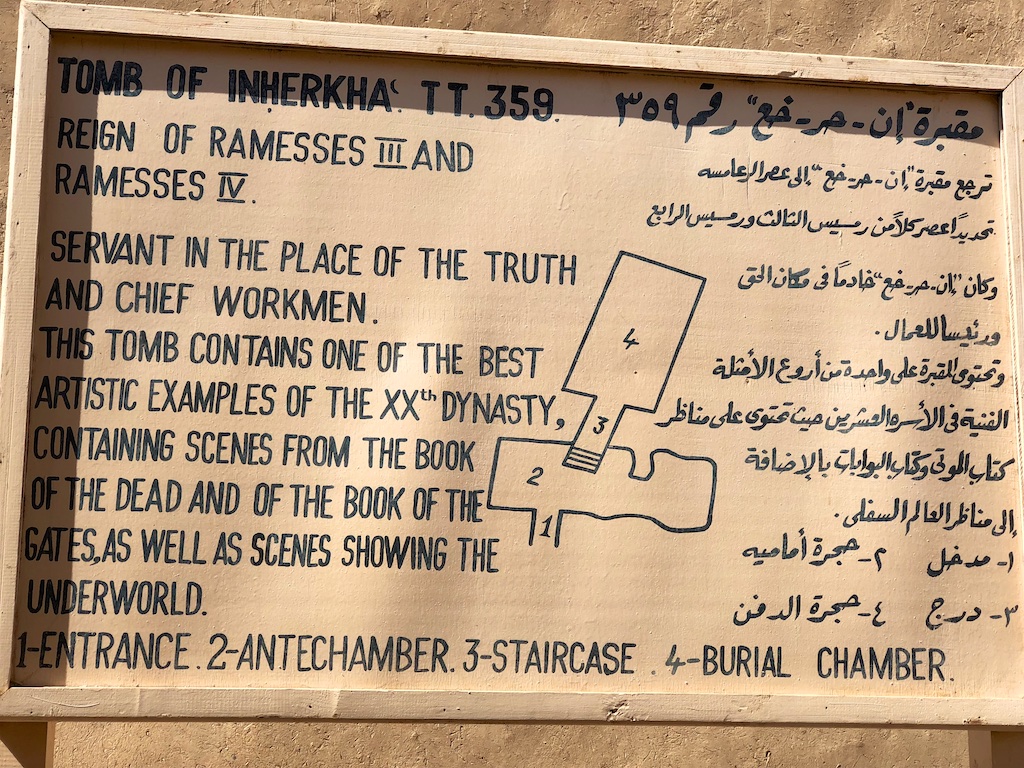 TOMB OF INḤERKHAʿ. TT. 359.
REIGN OF RAMESSES III AND
RAMESSES IV.
SERVANT IN THE PLACE OF THE TRUTH
AND CHIEF WORKMEN.
THIS TOMB CONTAINS ONE OF THE BEST
ARTISTIC EXAMPLES OF THE XXth DYNASTY,
CONTAINING SCENES FROM THE BOOK
OF THE DEAD AND OF THE BOOK OF THE
GATES, AS WELL AS SCENES SHOWING THE
UNDERWORLD.
مقبرة "إن - حر - خع" رقم ٣٥٩
ترجع مقبرة "إن - حر - خع" إلى عصر الرعامسه
تحديدًا عصر كلاً من رمسيس الثالث ورمسيس الرابع
وكان "إن - حر - خع" خادمًا فى مكان الحق
ورئيسا للعمال.
وتحتوى المقبرة على واحدة من أروع الأمثلة
الفنية فى الأسره العشرين حيث تحتوى على مناظر
كتاب الموتى وكتاب البوابات بالإضافة
إلى مناظر العالم السفلى.
١- مدخل ٢- حجرة أماميه
٣- درج ٤- حجرة الدفن
4
3
2
1
1-ENTRANCE. 2-ANTECHAMBER. 3-STAIRCASE. 4-BURIAL CHAMBER.